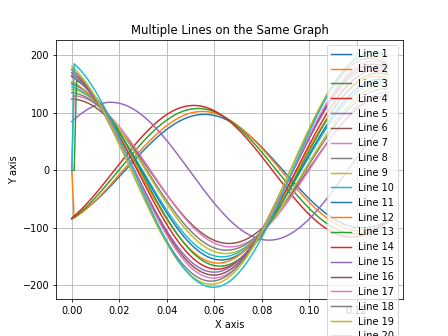 Multiple Lines on the Same Graph
200
100
0
−100
−200
Y axis
0.00 0.02 0.04 0.06 0.08 0.10
X axis
Line 1
Line 2
Line 3
Line 4
Line 5
Line 6
Line 7
Line 8
Line 9
Line 10
Line 11
Line 12
Line 13
Line 14
Line 15
Line 16
Line 17
Line 18
Line 19
Line 20